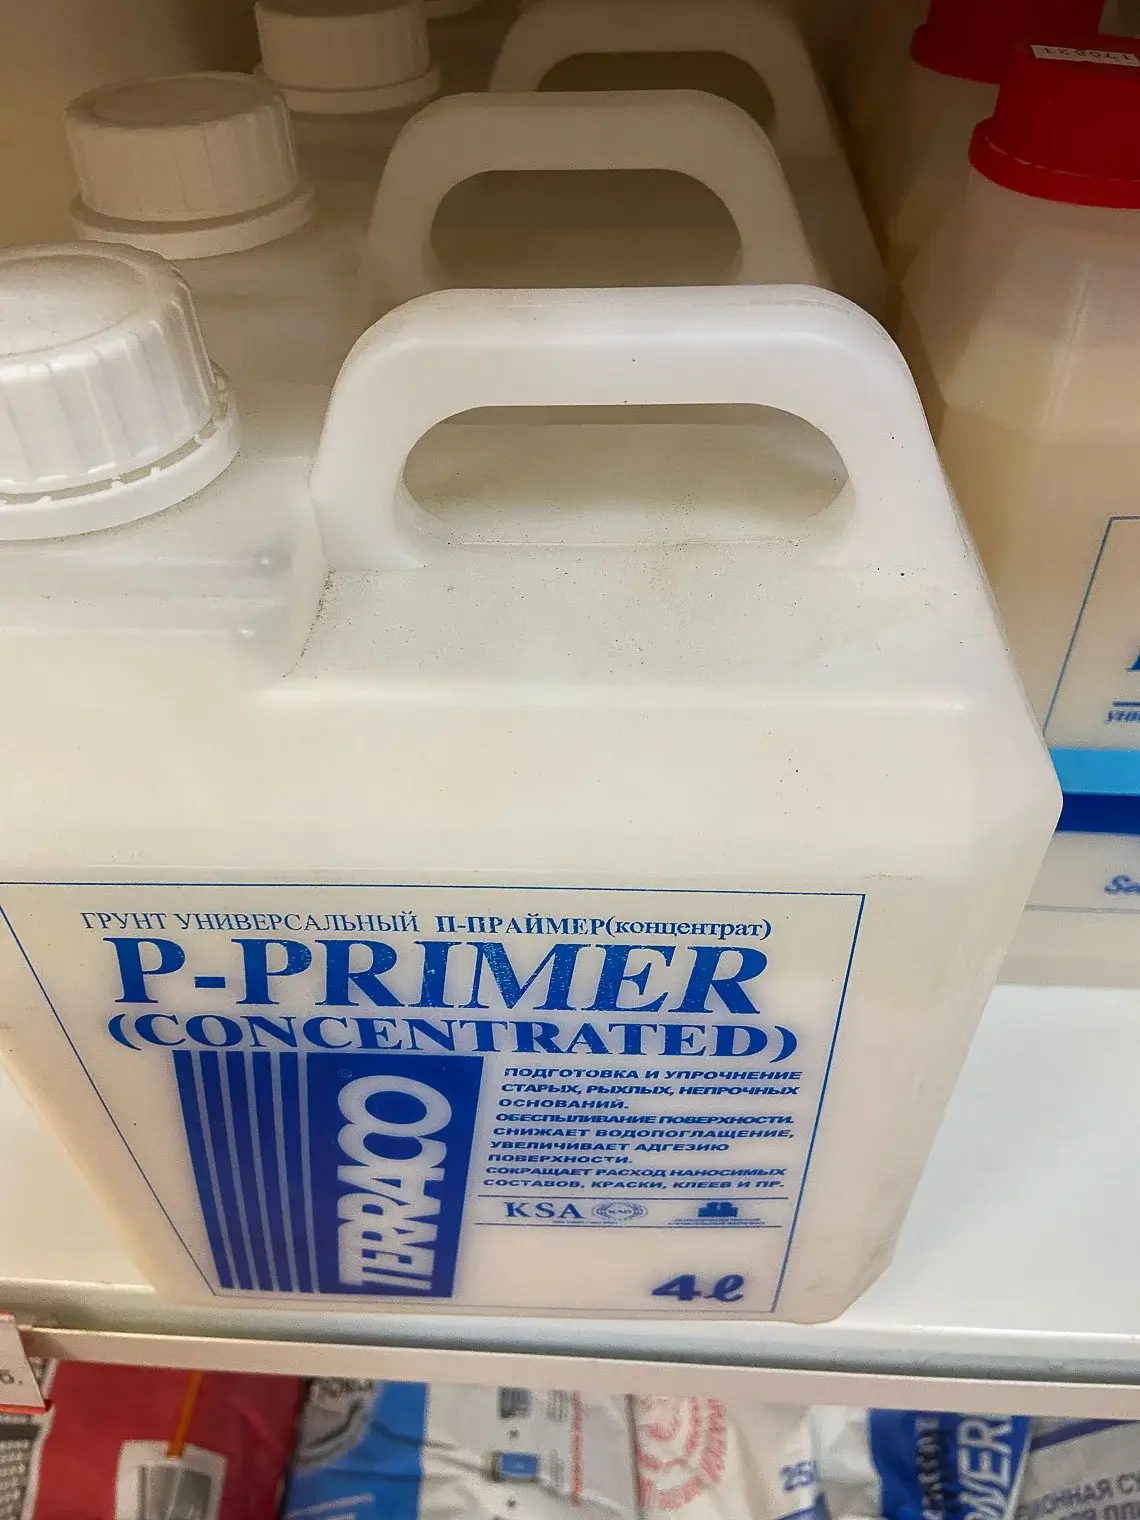 ГРУНТ УНИВЕРСАЛЬНЫЙ П-ПРАЙМЕР(концентрат)
P-PRIMER
(CONCENTRATED)
TERRACO
ПОДГОТОВКА И УПРОЧНЕНИЕ
СТАРЫХ, РЫХЛЫХ, НЕПРОЧНЫХ
ОСНОВАНИЙ.
ОБЕСПЫЛИВАНИЕ ПОВЕРХНОСТИ.
СНИЖАЕТ ВОДОПОГЛАЩЕНИЕ,
УВЕЛИЧИВАЕТ АДГЕЗИЮ
ПОВЕРХНОСТИ.
СОКРАЩАЕТ РАСХОД НАНОСИМЫХ
СОСТАВОВ, КРАСКИ, КЛЕЕВ И ПР.
KSA
4ℓ